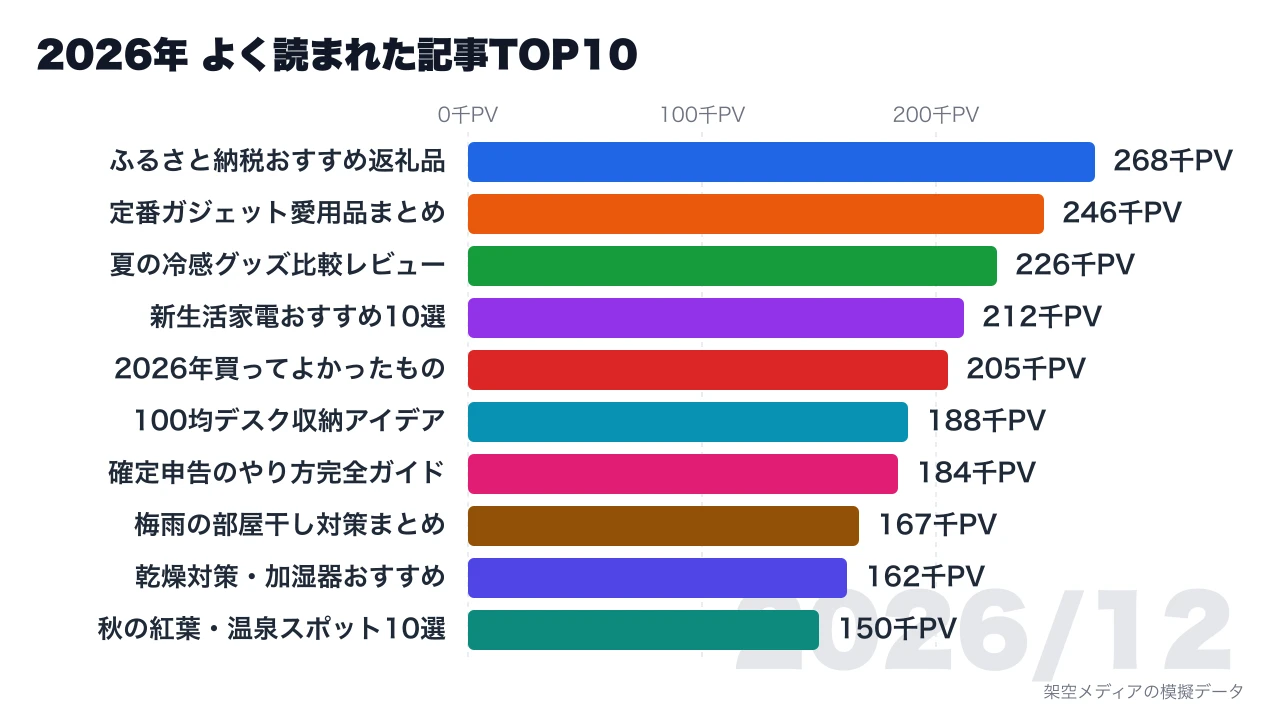 2026年 よく読まれた記事TOP10
0千PV 100千PV 200千PV
ふるさと納税おすすめ返礼品 268千PV
定番ガジェット愛用品まとめ 246千PV
夏の冷感グッズ比較レビュー 226千PV
新生活家電おすすめ10選 212千PV
2026年買ってよかったもの 205千PV
100均デスク収納アイデア 188千PV
確定申告のやり方完全ガイド 184千PV
梅雨の部屋干し対策まとめ 167千PV
乾燥対策・加湿器おすすめ 162千PV
秋の紅葉・温泉スポット10選 150千PV
2026/12
架空メディアの模擬データ